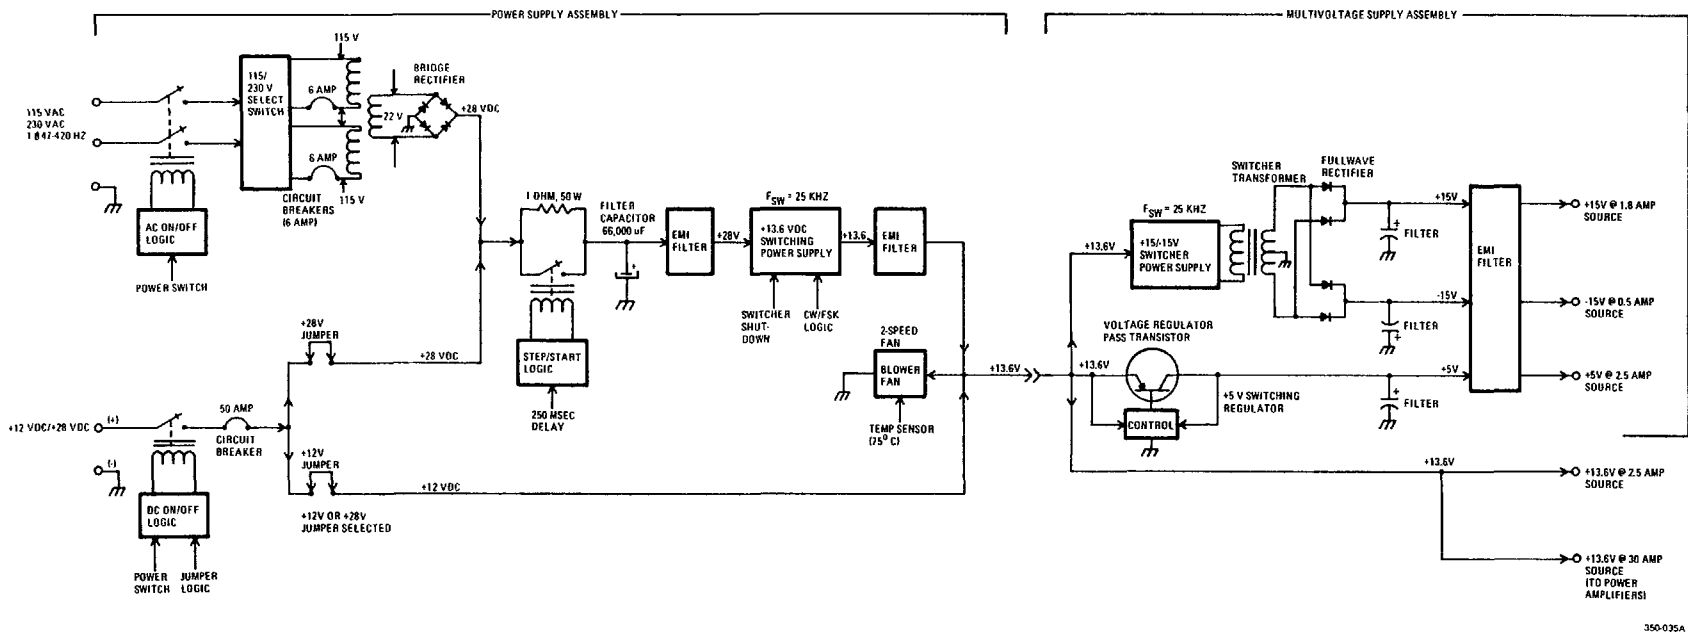 POWER SUPPLY ASSEMBLY
MULTIVOLTAGE SUPPLY ASSEMBLY
115 VAC
230 VAC
1 ϕ 47-420 HZ
115/
230 V
SELECT
SWITCH
115 V
6 AMP
6 AMP
115 V
CIRCUIT
BREAKERS
(6 AMP)
22 V
BRIDGE
RECTIFIER
+28 VDC
AC ON/OFF
LOGIC
POWER SWITCH
1 OHM, 50 W
STEP/START
LOGIC
250 MSEC
DELAY
FILTER
CAPACITOR
66,000 uF
+
EMI
FILTER
+28V
FSW = 25 KHZ
+13.6 VDC
SWITCHING
POWER SUPPLY
SWITCHER
SHUT-
DOWN
CW/FSK
LOGIC
+13.6
EMI
FILTER
+28V
JUMPER
+28 VDC
+12 VDC/+28 VDC
(+)
(-)
50 AMP
CIRCUIT
BREAKER
DC ON/OFF
LOGIC
POWER
SWITCH
JUMPER
LOGIC
+12V
JUMPER
+12 VDC
+12V OR +28V
JUMPER SELECTED
2-SPEED
FAN
BLOWER
FAN
TEMP SENSOR
(75° C)
+13.6V
+13.6V
FSW = 25 KHZ
+15/-15V
SWITCHER
POWER SUPPLY
SWITCHER
TRANSFORMER
FULLWAVE
RECTIFIER
+15V
+
FILTER
-15V
FILTER
+
VOLTAGE REGULATOR
PASS TRANSISTOR
+13.6V
CONTROL
+5 V SWITCHING
REGULATOR
+5V
+
FILTER
EMI
FILTER
+15V @ 1.8 AMP
SOURCE
-15V @ 0.5 AMP
SOURCE
+5V @ 2.5 AMP
SOURCE
+13.6V
+13.6V @ 2.5 AMP
SOURCE
+13.6V @ 30 AMP
SOURCE
(TO POWER
AMPLIFIERS)
350-035A